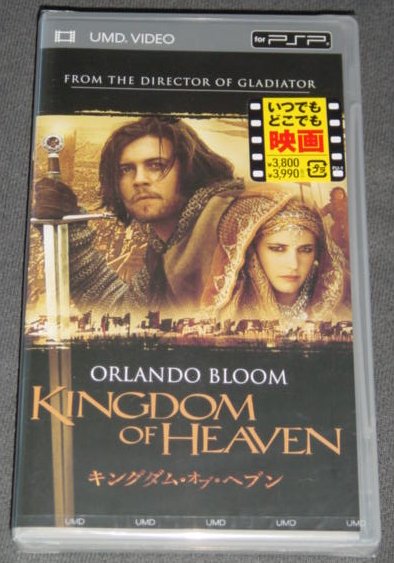 UMD. VIDEO
for PSP
FROM THE DIRECTOR OF GLADIATOR
いつでも
どこでも
映画
¥3,800
¥3,990
ORLANDO BLOOM
KINGDOM
OF HEAVEN
キングダム・オブ・ヘブン
UMD UMD UMD UMD UMD